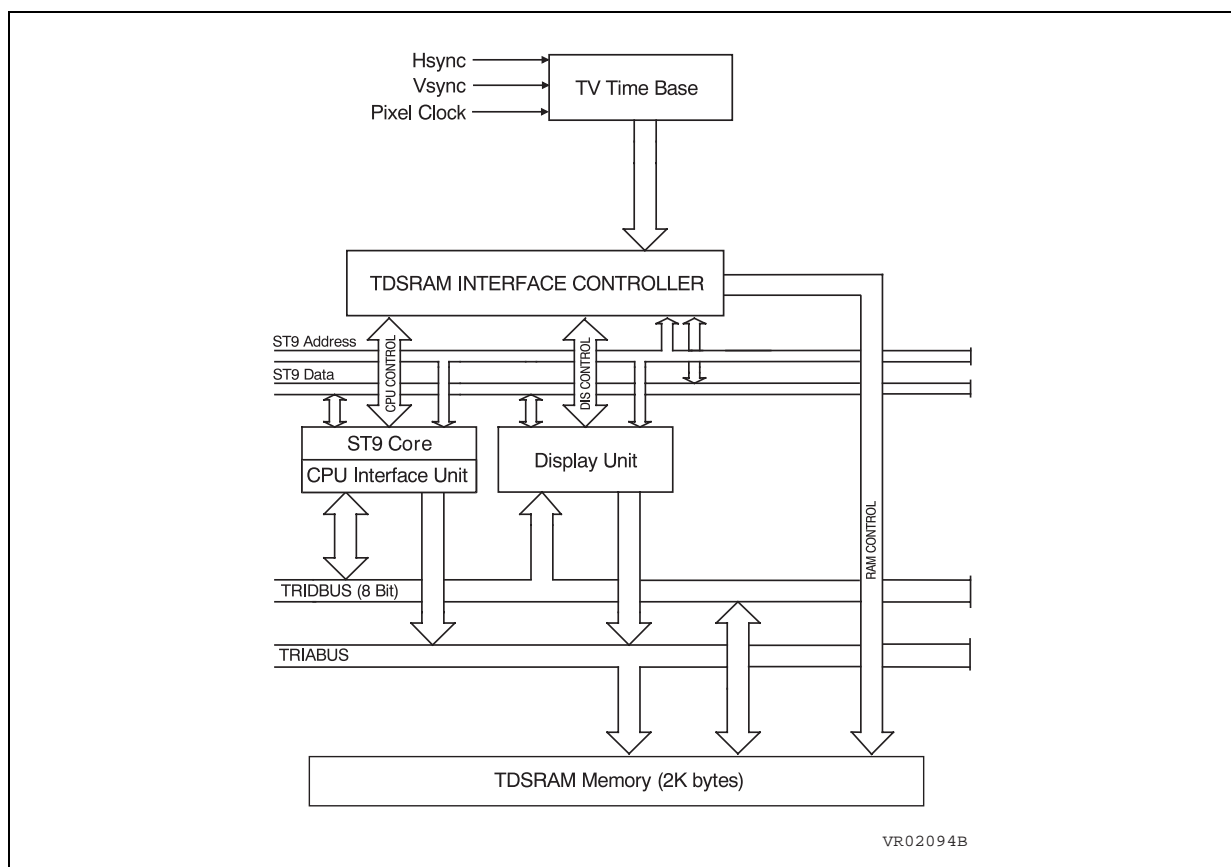 Hsync
Vsync
Pixel Clock
TV Time Base
TDSRAM INTERFACE CONTROLLER
ST9 Address
ST9 Data
CPU CONTROL
DIS CONTROL
RAM CONTROL
ST9 Core
CPU Interface Unit
Display Unit
TRIDBUS (8 Bit)
TRIABUS
TDSRAM Memory (2K bytes)
VR02094B